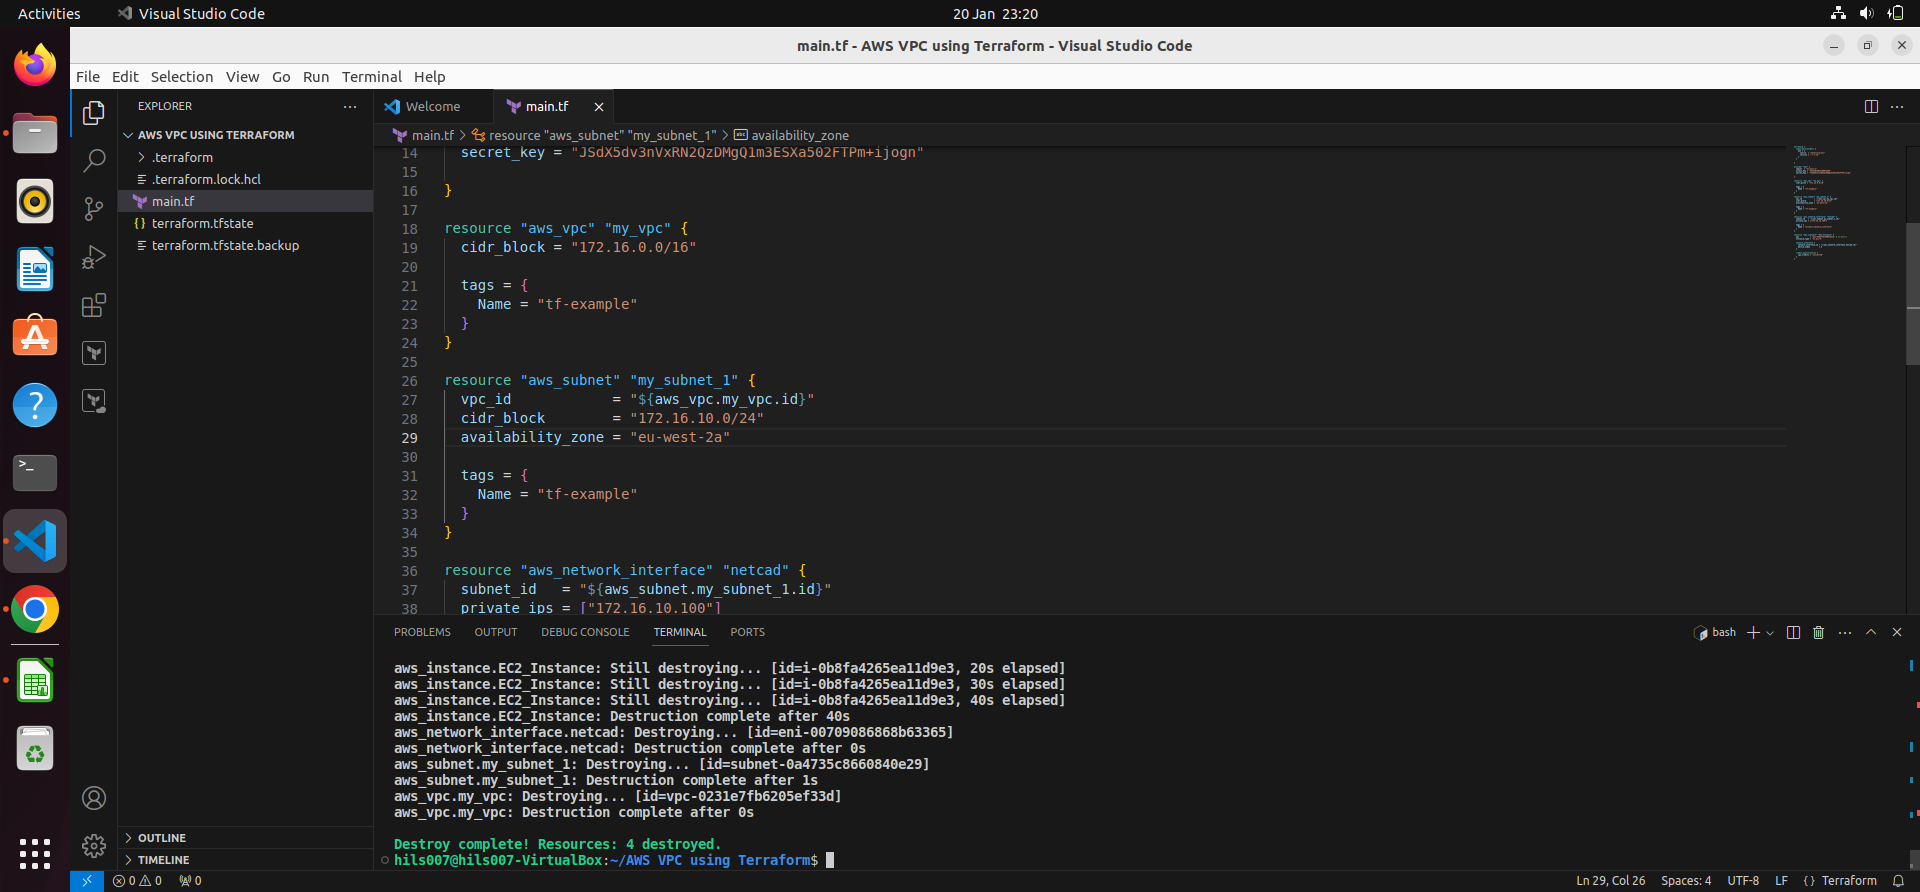 Activities
Visual Studio Code
20 Jan 23:20
main.tf - AWS VPC using Terraform - Visual Studio Code
File Edit Selection View Go Run Terminal Help
EXPLORER
AWS VPC USING TERRAFORM
.terraform
.terraform.lock.hcl
main.tf
terraform.tfstate
terraform.tfstate.backup
OUTLINE
TIMELINE
Welcome
main.tf
main.tf > resource "aws_subnet" "my_subnet_1" > availability_zone
14 secret_key = "JSdX5dv3nVxRN2QzDMgQ1m3ESXa502FTPm+ijogn"
15
16 }
17
18 resource "aws_vpc" "my_vpc" {
19 cidr_block = "172.16.0.0/16"
20
21 tags = {
22 Name = "tf-example"
23 }
24 }
25
26 resource "aws_subnet" "my_subnet_1" {
27 vpc_id = "${aws_vpc.my_vpc.id}"
28 cidr_block = "172.16.10.0/24"
29 availability_zone = "eu-west-2a"
30
31 tags = {
32 Name = "tf-example"
33 }
34 }
35
36 resource "aws_network_interface" "netcad" {
37 subnet_id = "${aws_subnet.my_subnet_1.id}"
38 private_ips = ["172.16.10.100"]
PROBLEMS OUTPUT DEBUG CONSOLE TERMINAL PORTS
bash
aws_instance.EC2_Instance: Still destroying... [id=i-0b8fa4265ea11d9e3, 20s elapsed]
aws_instance.EC2_Instance: Still destroying... [id=i-0b8fa4265ea11d9e3, 30s elapsed]
aws_instance.EC2_Instance: Still destroying... [id=i-0b8fa4265ea11d9e3, 40s elapsed]
aws_instance.EC2_Instance: Destruction complete after 40s
aws_network_interface.netcad: Destroying... [id=eni-00709086868b63365]
aws_network_interface.netcad: Destruction complete after 0s
aws_subnet.my_subnet_1: Destroying... [id=subnet-0a4735c8660840e29]
aws_subnet.my_subnet_1: Destruction complete after 1s
aws_vpc.my_vpc: Destroying... [id=vpc-0231e7fb6205ef33d]
aws_vpc.my_vpc: Destruction complete after 0s
Destroy complete! Resources: 4 destroyed.
hils007@hils007-VirtualBox:~/AWS VPC using Terraform$
0 0 0
Ln 29, Col 26 Spaces: 4 UTF-8 LF {} Terraform